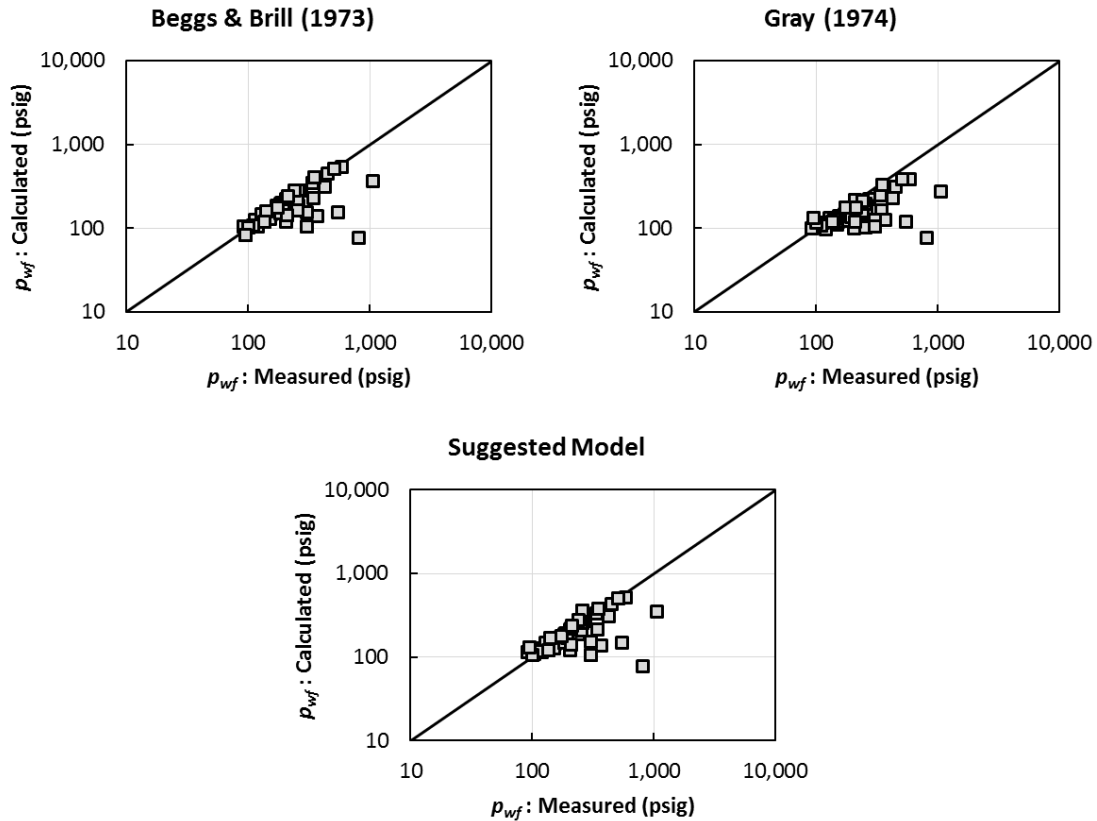 Beggs & Brill (1973)
10,000
1,000
100
10
p_wf : Calculated (psig)
10 100 1,000 10,000
p_wf : Measured (psig)
Gray (1974)
10,000
1,000
100
10
p_wf : Calculated (psig)
10 100 1,000 10,000
p_wf : Measured (psig)
Suggested Model
10,000
1,000
100
10
p_wf : Calculated (psig)
10 100 1,000 10,000
p_wf : Measured (psig)